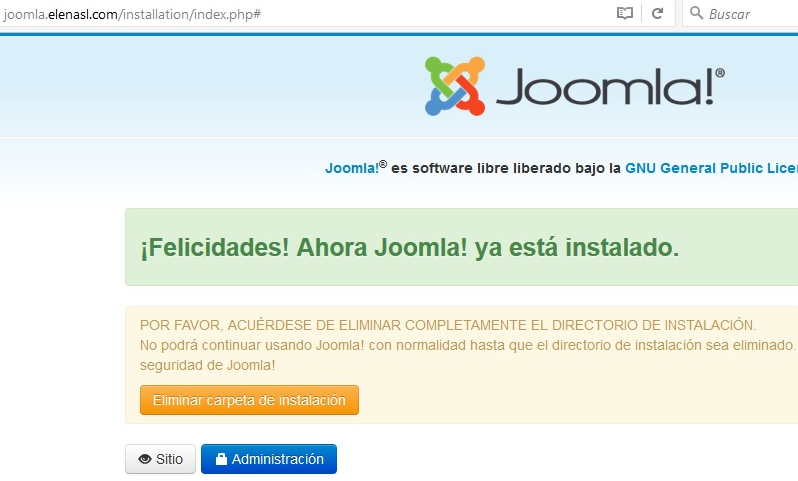 joomla.elenasl.com/installation/index.php#
Buscar
Joomla!®
Joomla!® es software libre liberado bajo la GNU General Public Lice
¡Felicidades! Ahora Joomla! ya está instalado.
POR FAVOR, ACUÉRDESE DE ELIMINAR COMPLETAMENTE EL DIRECTORIO DE INSTALACIÓN.
No podrá continuar usando Joomla! con normalidad hasta que el directorio de instalación sea eliminado.
seguridad de Joomla!
Eliminar carpeta de instalación
Sitio
Administración